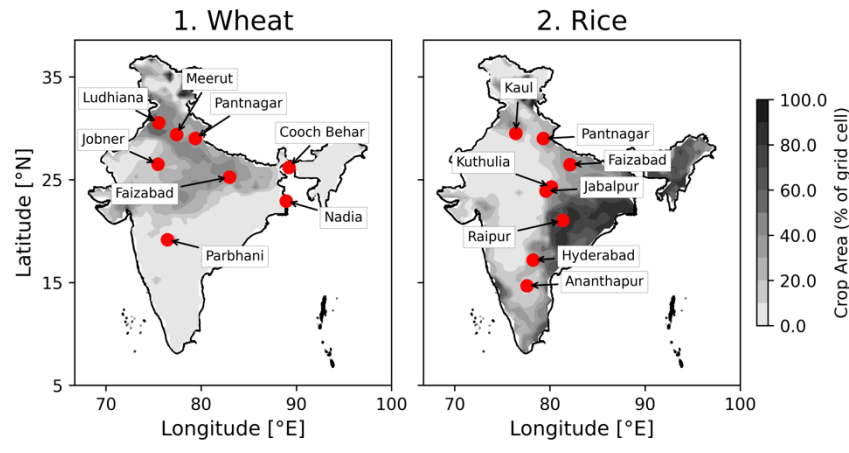 1. Wheat
2. Rice
Meerut
Ludhiana
Pantnagar
Jobner
Cooch Behar
Faizabad
Nadia
Parbhani
Kaul
Pantnagar
Kuthulia
Faizabad
Jabalpur
Raipur
Hyderabad
Ananthapur
35
25
15
5
Latitude [°N]
70
80
90
100
Longitude [°E]
70
80
90
100
Longitude [°E]
100.0
80.0
60.0
40.0
20.0
0.0
Crop Area (% of grid cell)